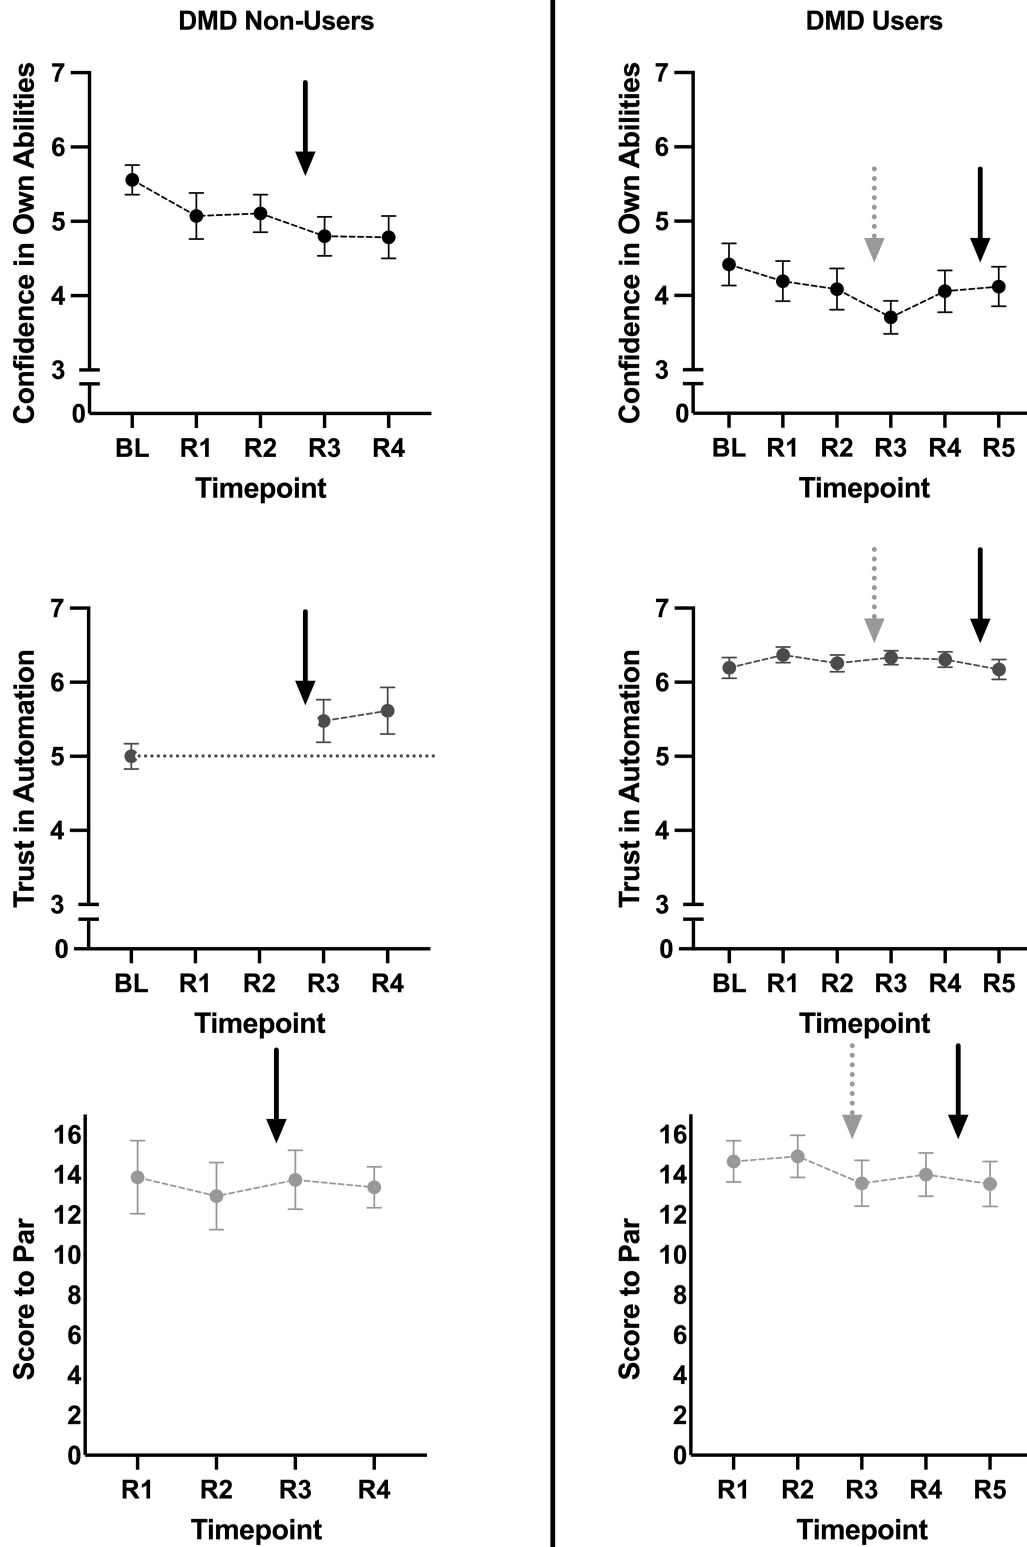 DMD Non-Users
Confidence in Own Abilities
7
6
5
4
3
0
BL R1 R2 R3 R4
Timepoint
Trust in Automation
7
6
5
4
3
0
BL R1 R2 R3 R4
Timepoint
Score to Par
16
14
12
10
8
6
4
2
0
R1 R2 R3 R4
Timepoint
DMD Users
Confidence in Own Abilities
7
6
5
4
3
0
BL R1 R2 R3 R4 R5
Timepoint
Trust in Automation
7
6
5
4
3
0
BL R1 R2 R3 R4 R5
Timepoint
Score to Par
16
14
12
10
8
6
4
2
0
R1 R2 R3 R4 R5
Timepoint